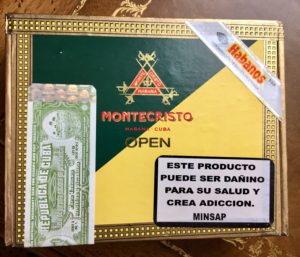 Habanos
HABANA
MONTECRISTO
HABANA, CUBA
OPEN
REPUBLICA DE CUBA
ESTE PRODUCTO
PUEDE SER DAÑINO
PARA SU SALUD Y
CREA ADICCION.
MINSAP